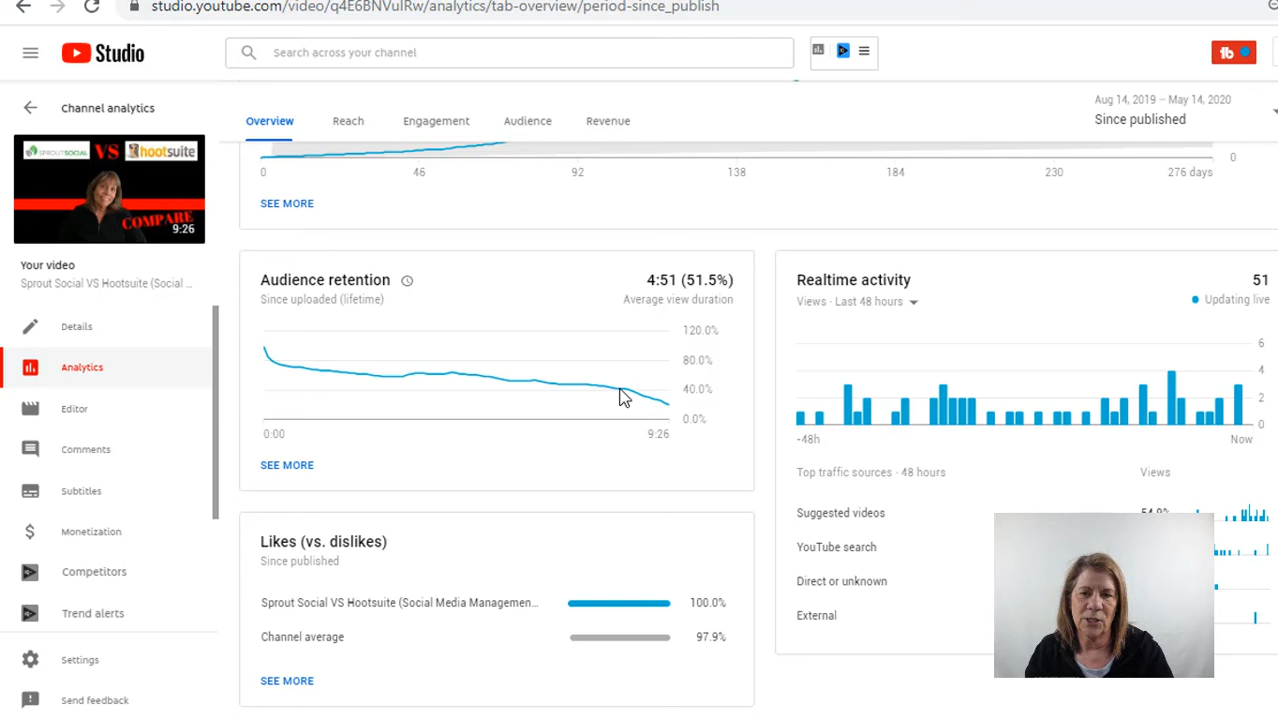 studio.youtube.com/video/q4E6BNVulRw/analytics/tab-overview/period-since_publish
Studio
Search across your channel
tb
Channel analytics
Overview
Reach
Engagement
Audience
Revenue
Aug 14, 2019 – May 14, 2020
Since published
SPROUTSOCIAL VS hootsuite
COMPARE
9:26
Your video
Sprout Social VS Hootsuite (Social ...
Details
Analytics
Editor
Comments
Subtitles
Monetization
Competitors
Trend alerts
Settings
Send feedback
0
0 46 92 138 184 230 276 days
SEE MORE
Audience retention
4:51 (51.5%)
Since uploaded (lifetime)
Average view duration
120.0%
80.0%
40.0%
0.0%
0:00
9:26
SEE MORE
Likes (vs. dislikes)
Since published
Sprout Social VS Hootsuite (Social Media Managemen...
100.0%
Channel average
97.9%
SEE MORE
Realtime activity
51
Views · Last 48 hours
Updating live
6
4
2
0
-48h
Now
Top traffic sources · 48 hours
Views
Suggested videos
YouTube search
Direct or unknown
External